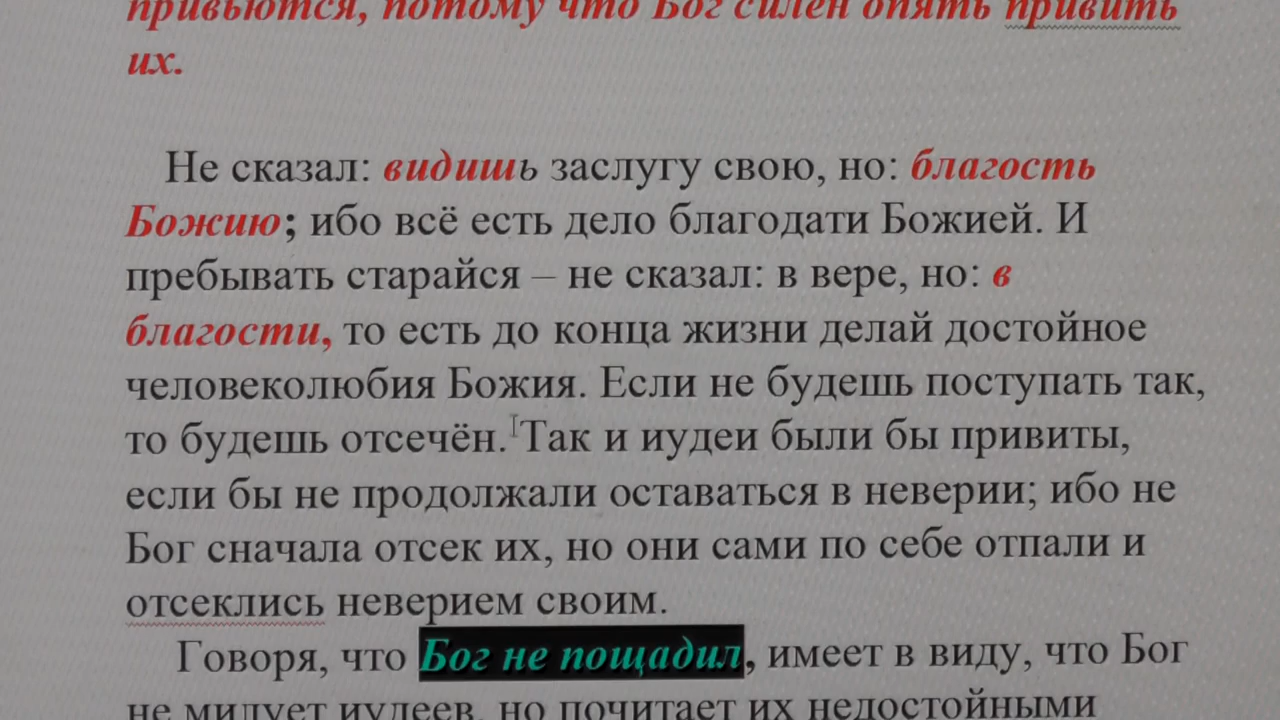 привьются, потому что Бог силен опять привить
их.
Не сказал: видишь заслугу свою, но: благость
Божию; ибо всё есть дело благодати Божией. И
пребывать старайся – не сказал: в вере, но: в
благости, то есть до конца жизни делай достойное
человеколюбия Божия. Если не будешь поступать так,
то будешь отсечён. Так и иудеи были бы привиты,
если бы не продолжали оставаться в неверии; ибо не
Бог сначала отсек их, но они сами по себе отпали и
отсеклись неверием своим.
Говоря, что Бог не пощадил, имеет в виду, что Бог
не милует иудеев, но почитает их недостойными